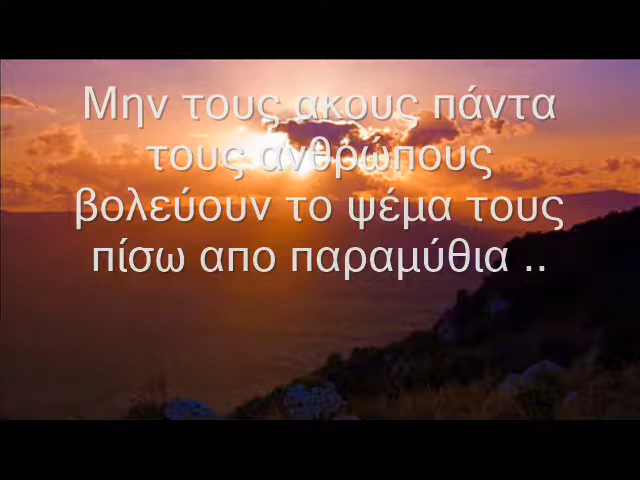 Μην τους ακους πάντα
τους ανθρώπους
βολεύουν το ψέμα τους
πίσω απο παραμύθια ..